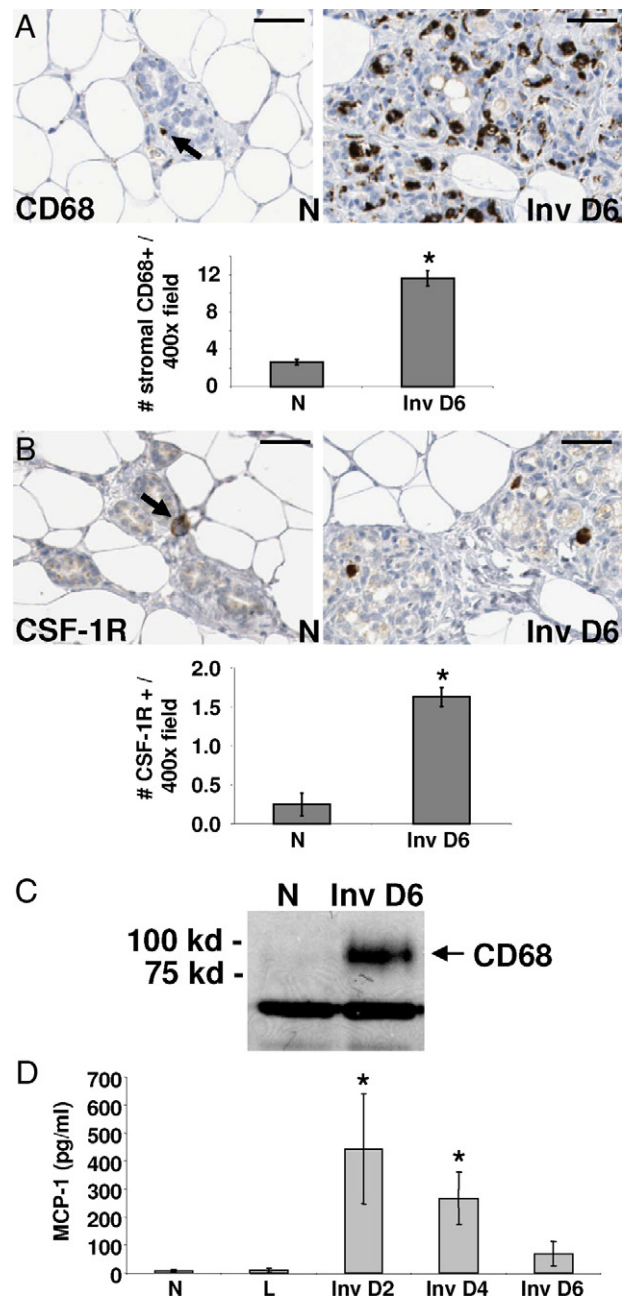 A
CD68 N
Inv D6
# stromal CD68+ /
400x field
12
8
4
0
*
N Inv D6
B
CSF-1R N
Inv D6
# CSF-1R + /
400x field
2.0
1.5
1.0
0.5
0.0
*
N Inv D6
C
N Inv D6
100 kd -
75 kd -
CD68
D
MCP-1 (pg/ml)
700
600
500
400
300
200
100
0
*
*
N L Inv D2 Inv D4 Inv D6